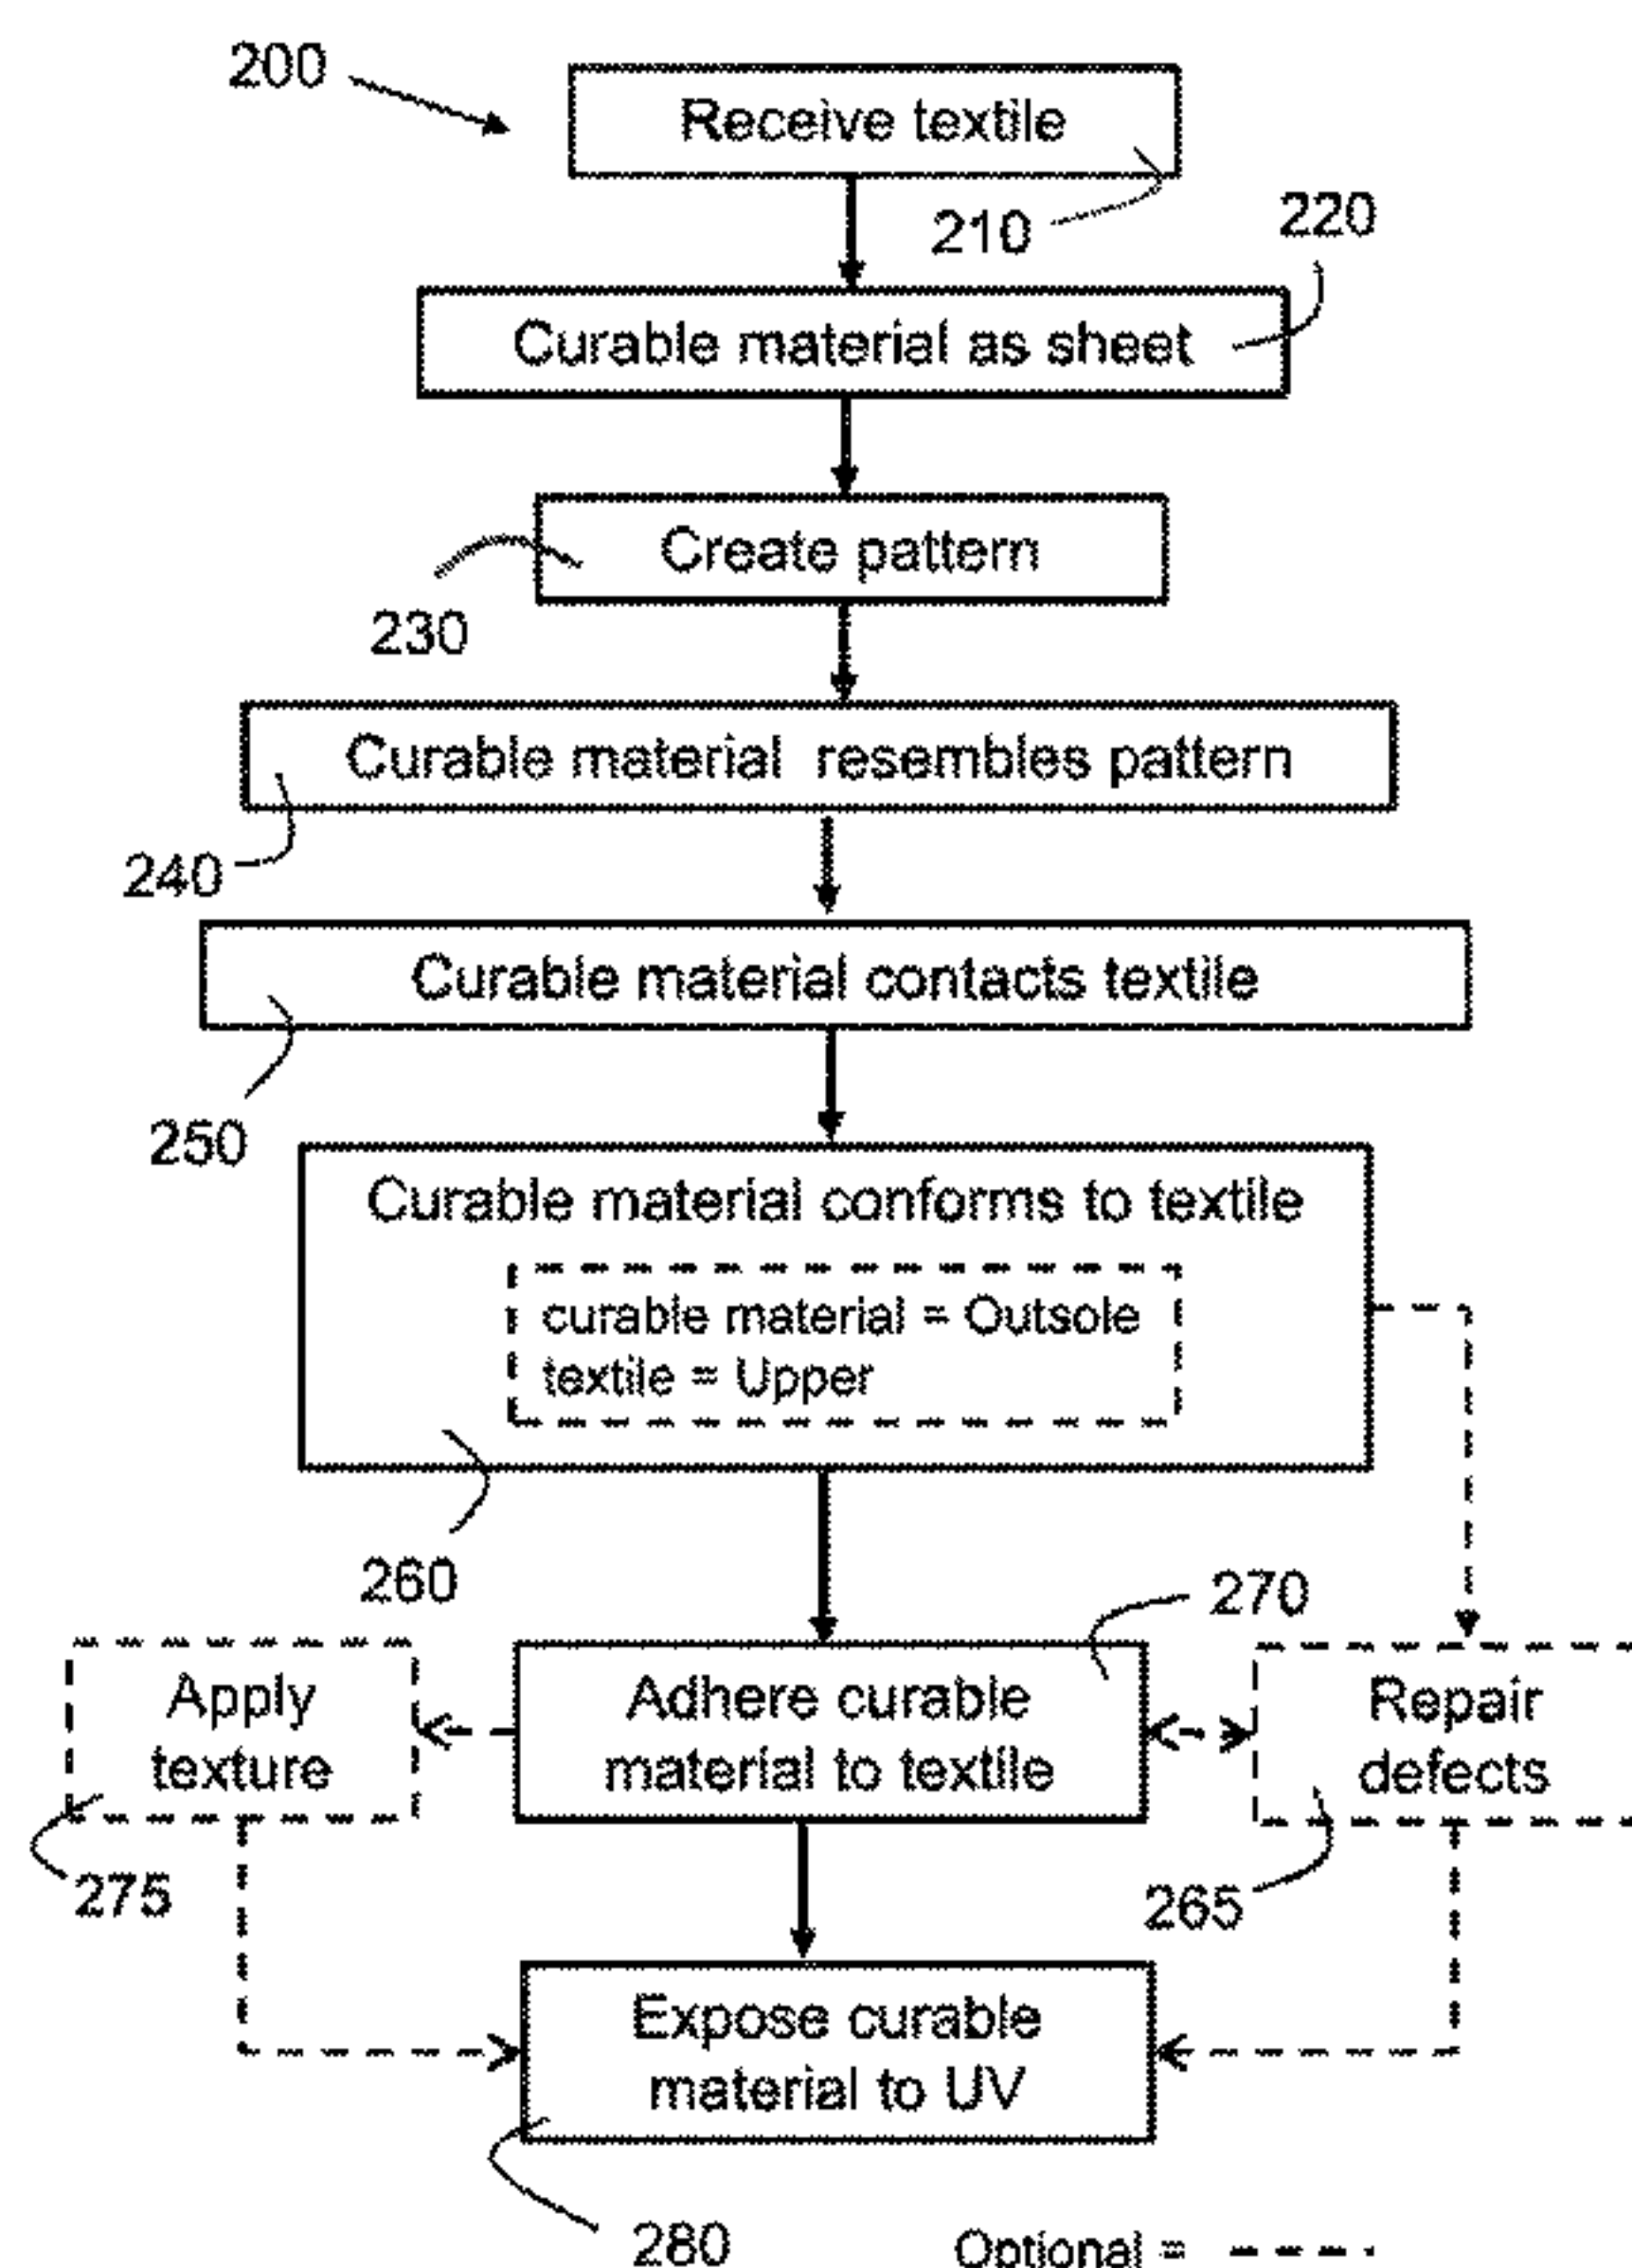 200
Receive textile
210
220
Curable material as sheet
Create pattern
230
Curable material resembles pattern
240
Curable material contacts textile
250
Curable material conforms to textile
curable material = Outsole
textile = Upper
260
270
Apply
texture
Adhere curable
material to textile
Repair
defects
275
265
Expose curable
material to UV
280
Optional =